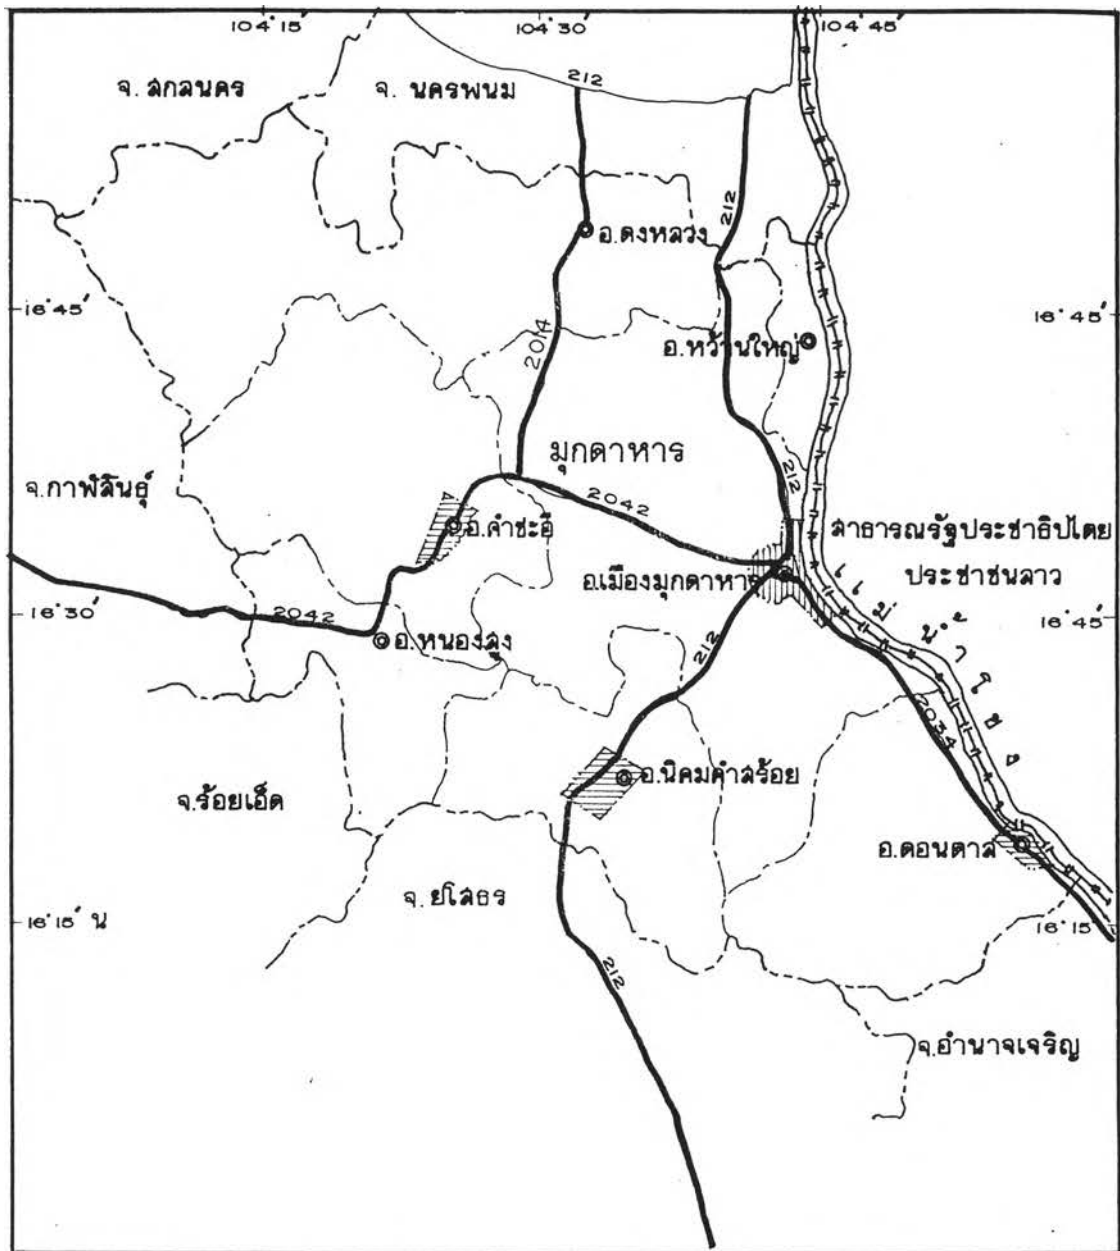 104°15′
104°30′
104°45′
จ. สกลนคร
จ. นครพนม
212
212
อ.ดงหลวง
16°45′
16°45′
2014
อ.หว้านใหญ่
มุกดาหาร
จ.กาฬสินธุ์
212
2042
อ.คำชะอี
สาธารณรัฐประชาธิปไตย
ประชาชนลาว
อ.เมืองมุกดาหาร
16°30′
2042
16°45′
แม่น้ำโขง
อ.หนองสูง
212
2034
อ.นิคมคำสร้อย
จ.ร้อยเอ็ด
อ.ดอนตาล
จ.ยโสธร
16°15′ น
16°15′
212
จ.อำนาจเจริญ